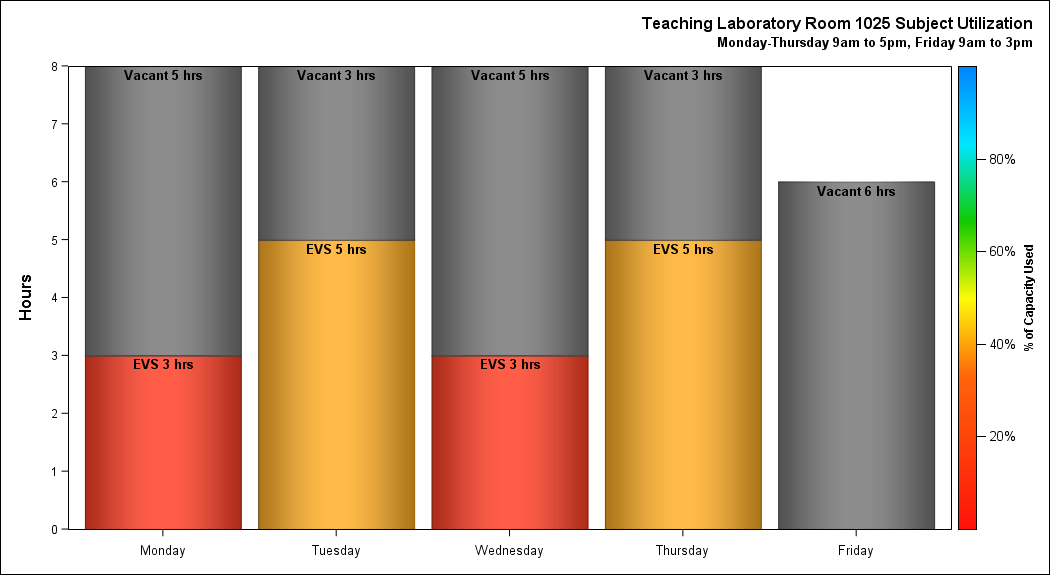 Teaching Laboratory Room 1025 Subject Utilization
Monday-Thursday 9am to 5pm, Friday 9am to 3pm
8
7
6
5
4
3
2
1
0
Hours
Vacant 5 hrs
Vacant 3 hrs
Vacant 5 hrs
Vacant 3 hrs
Vacant 6 hrs
EVS 5 hrs
EVS 5 hrs
EVS 3 hrs
EVS 3 hrs
Monday
Tuesday
Wednesday
Thursday
Friday
80%
60%
40%
20%
% of Capacity Used